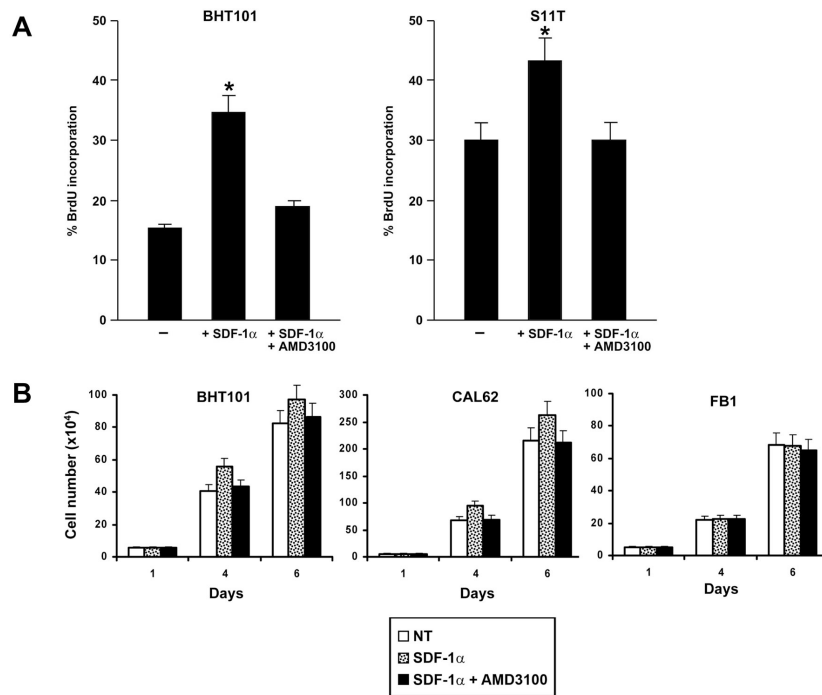 A
BHT101
S11T
% BrdU incorporation
50
40
30
20
10
0
*
– + SDF-1α + SDF-1α
+ AMD3100
% BrdU incorporation
50
40
30
20
10
0
*
– + SDF-1α + SDF-1α
+ AMD3100
B
BHT101
Cell number (x10⁴)
100
80
60
40
20
0
1 4 6
Days
CAL62
300
250
200
150
100
50
0
1 4 6
Days
FB1
100
80
60
40
20
0
1 4 6
Days
NT
SDF-1α
SDF-1α + AMD3100